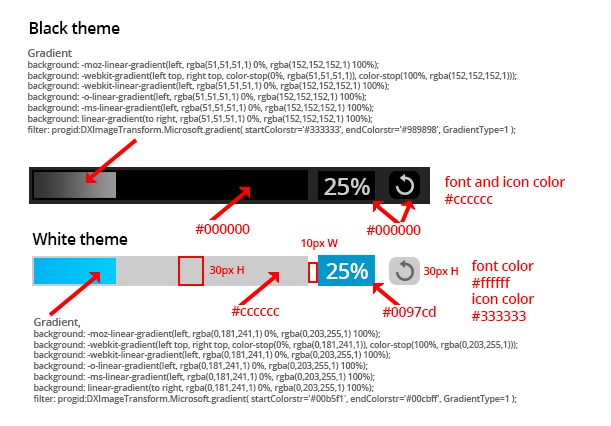 Black theme
Gradient
background: -moz-linear-gradient(left, rgba(51,51,51,1) 0%, rgba(152,152,152,1) 100%);
background: -webkit-gradient(left top, right top, color-stop(0%, rgba(51,51,51,1)), color-stop(100%, rgba(152,152,152,1)));
background: -webkit-linear-gradient(left, rgba(51,51,51,1) 0%, rgba(152,152,152,1) 100%);
background: -o-linear-gradient(left, rgba(51,51,51,1) 0%, rgba(152,152,152,1) 100%);
background: -ms-linear-gradient(left, rgba(51,51,51,1) 0%, rgba(152,152,152,1) 100%);
background: linear-gradient(to right, rgba(51,51,51,1) 0%, rgba(152,152,152,1) 100%);
filter: progid:DXImageTransform.Microsoft.gradient( startColorstr='#333333', endColorstr='#989898', GradientType=1 );
25%
font and icon color
#cccccc
#000000
#000000
White theme
10px W
30px H
25%
30px H
font color
#ffffff
icon color
#333333
#cccccc
#0097cd
Gradient,
background: -moz-linear-gradient(left, rgba(0,181,241,1) 0%, rgba(0,203,255,1) 100%);
background: -webkit-gradient(left top, right top, color-stop(0%, rgba(0,181,241,1)), color-stop(100%, rgba(0,203,255,1)));
background: -webkit-linear-gradient(left, rgba(0,181,241,1) 0%, rgba(0,203,255,1) 100%);
background: -o-linear-gradient(left, rgba(0,181,241,1) 0%, rgba(0,203,255,1) 100%);
background: -ms-linear-gradient(left, rgba(0,181,241,1) 0%, rgba(0,203,255,1) 100%);
background: linear-gradient(to right, rgba(0,181,241,1) 0%, rgba(0,203,255,1) 100%);
filter: progid:DXImageTransform.Microsoft.gradient( startColorstr='#00b5f1', endColorstr='#00cbff', GradientType=1 );